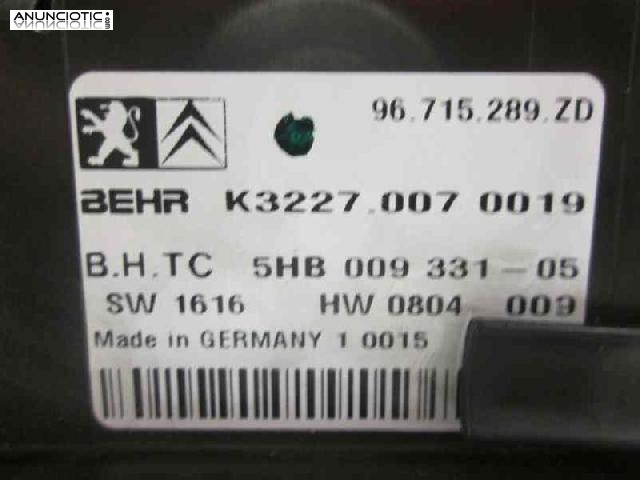 ANUNCIOTIC.com
96.715.289.ZD
BEHR K3227.007 0019
B.H.TC 5HB 009 331-05
SW 1616 HW 0804 009
Made in GERMANY 1 0015